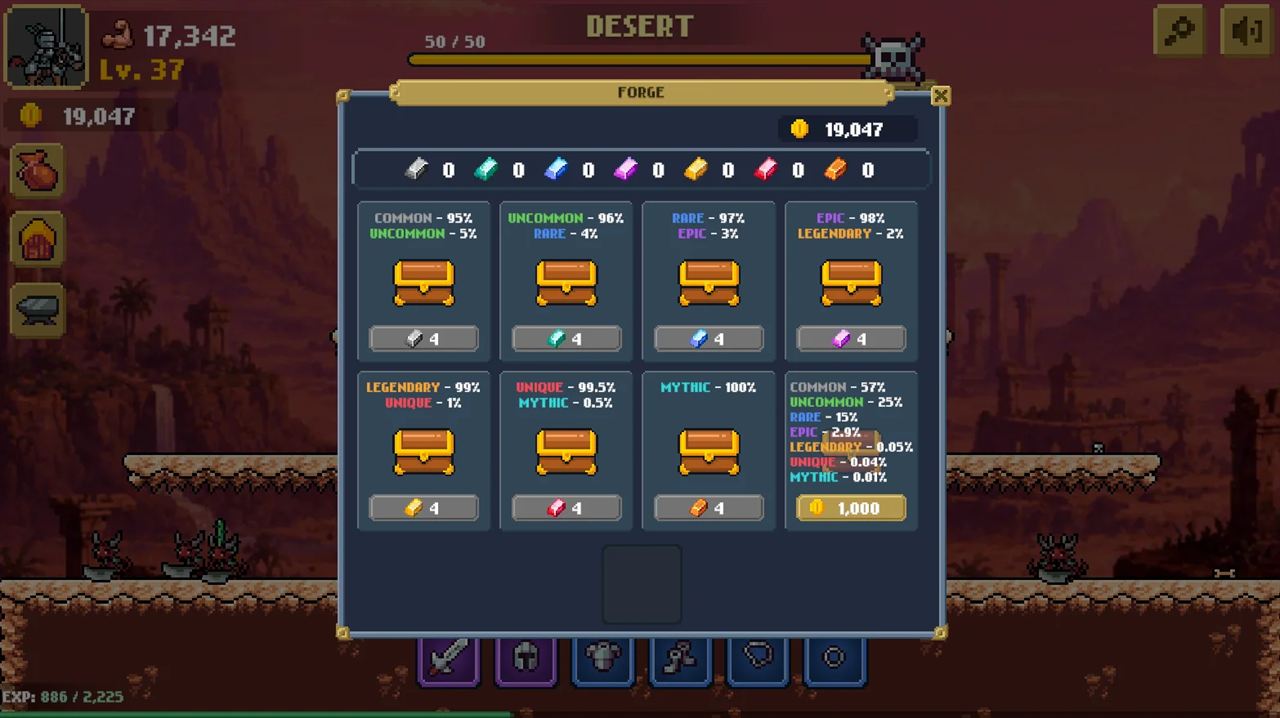 17,342
Lv. 37
19,047
50 / 50
DESERT
FORGE
19,047
0 0 0 0 0 0 0
COMMON - 95%
UNCOMMON - 5%
4
UNCOMMON - 96%
RARE - 4%
4
RARE - 97%
EPIC - 3%
4
EPIC - 98%
LEGENDARY - 2%
4
LEGENDARY - 99%
UNIQUE - 1%
4
UNIQUE - 99.5%
MYTHIC - 0.5%
4
MYTHIC - 100%
4
COMMON - 57%
UNCOMMON - 25%
RARE - 15%
EPIC - 2.9%
LEGENDARY - 0.05%
UNIQUE - 0.04%
MYTHIC - 0.01%
1,000
EXP: 886 / 2,225